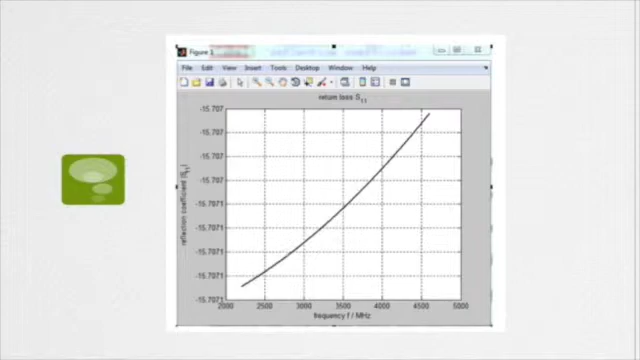 Figure 1
File Edit View Insert Tools Desktop Window Help
return loss S11
-15.707
-15.707
-15.707
-15.707
-15.7071
-15.7071
-15.7071
-15.7071
-15.7071
reflection coefficient |S11|
2000 2500 3000 3500 4000 4500 5000
frequency f / MHz